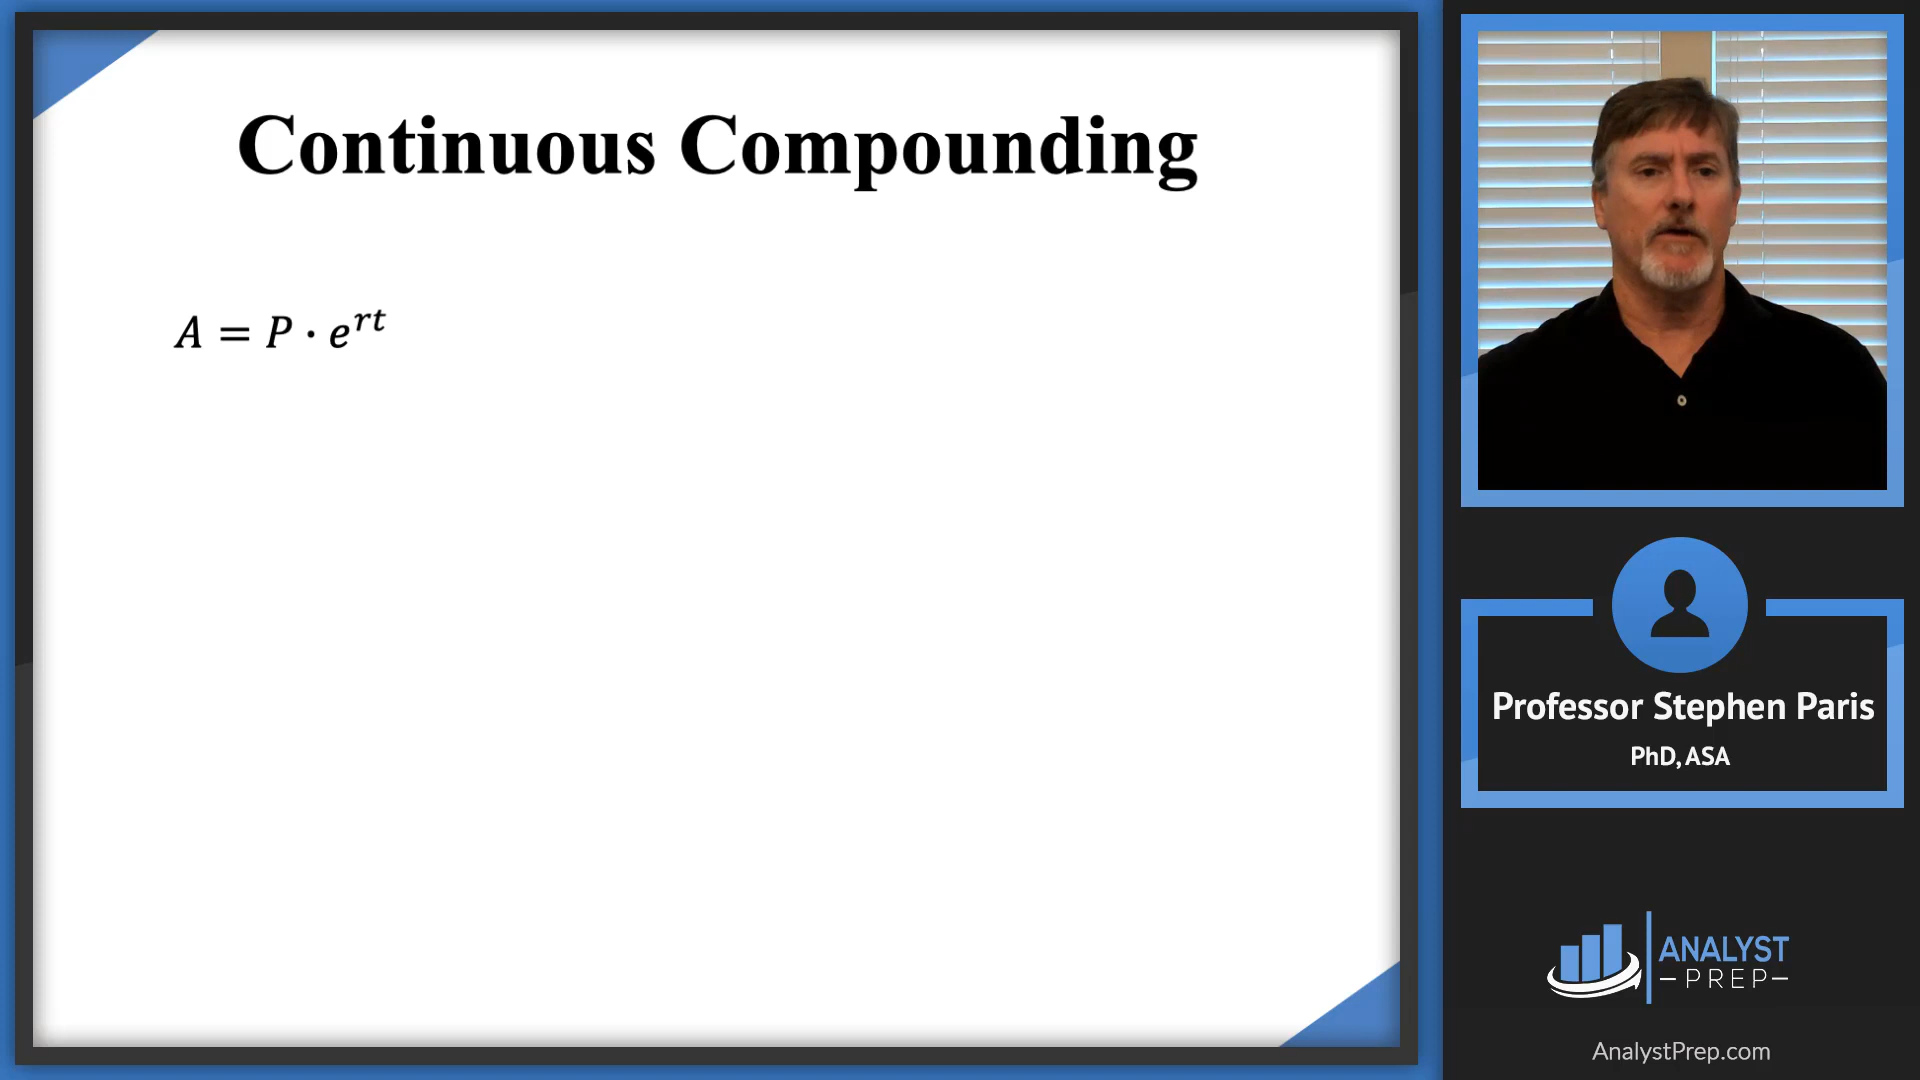 Continuous Compounding
A = P · e^{rt}
Professor Stephen Paris
PhD, ASA
ANALYST
–PREP–
AnalystPrep.com